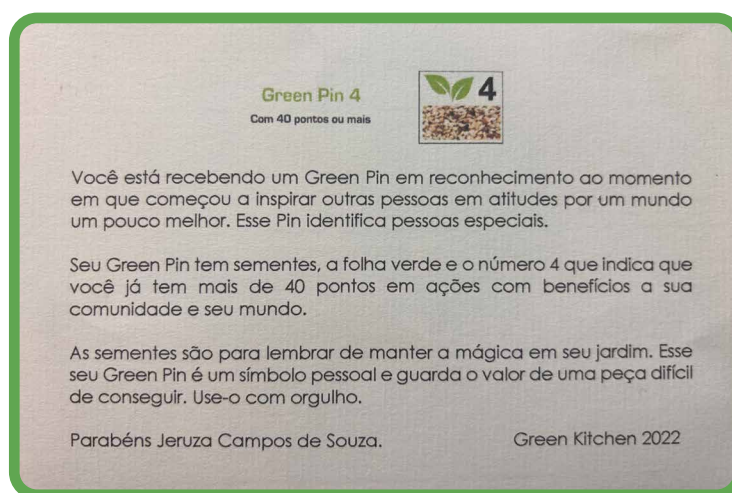 Green Pin 4
Com 40 pontos ou mais
4
Você está recebendo um Green Pin em reconhecimento ao momento
em que começou a inspirar outras pessoas em atitudes por um mundo
um pouco melhor. Esse Pin identifica pessoas especiais.
Seu Green Pin tem sementes, a folha verde e o número 4 que indica que
você já tem mais de 40 pontos em ações com benefícios a sua
comunidade e seu mundo.
As sementes são para lembrar de manter a mágica em seu jardim. Esse
seu Green Pin é um símbolo pessoal e guarda o valor de uma peça difícil
de conseguir. Use-o com orgulho.
Parabéns Jeruza Campos de Souza. Green Kitchen 2022